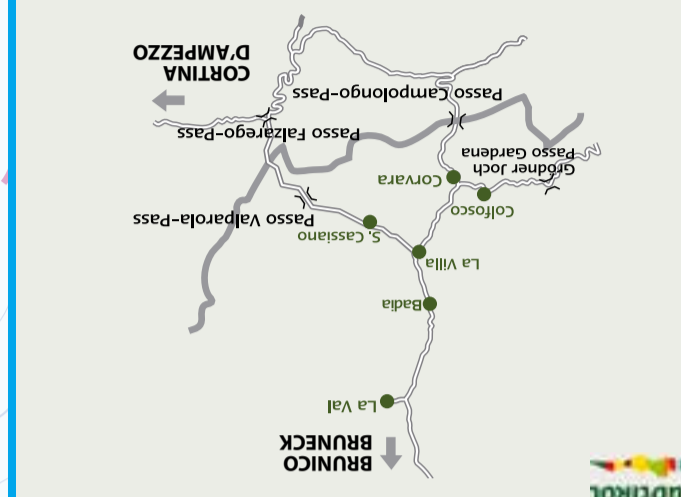 BRUNICO
BRUNECK
La Val
Badia
La Villa
S. Cassiano
Colfosco
Corvara
Passo Valparola-Pass
Grödner Joch
Passo Gardena
Passo Falzarego-Pass
Passo Campolongo-Pass
CORTINA
D'AMPEZZO